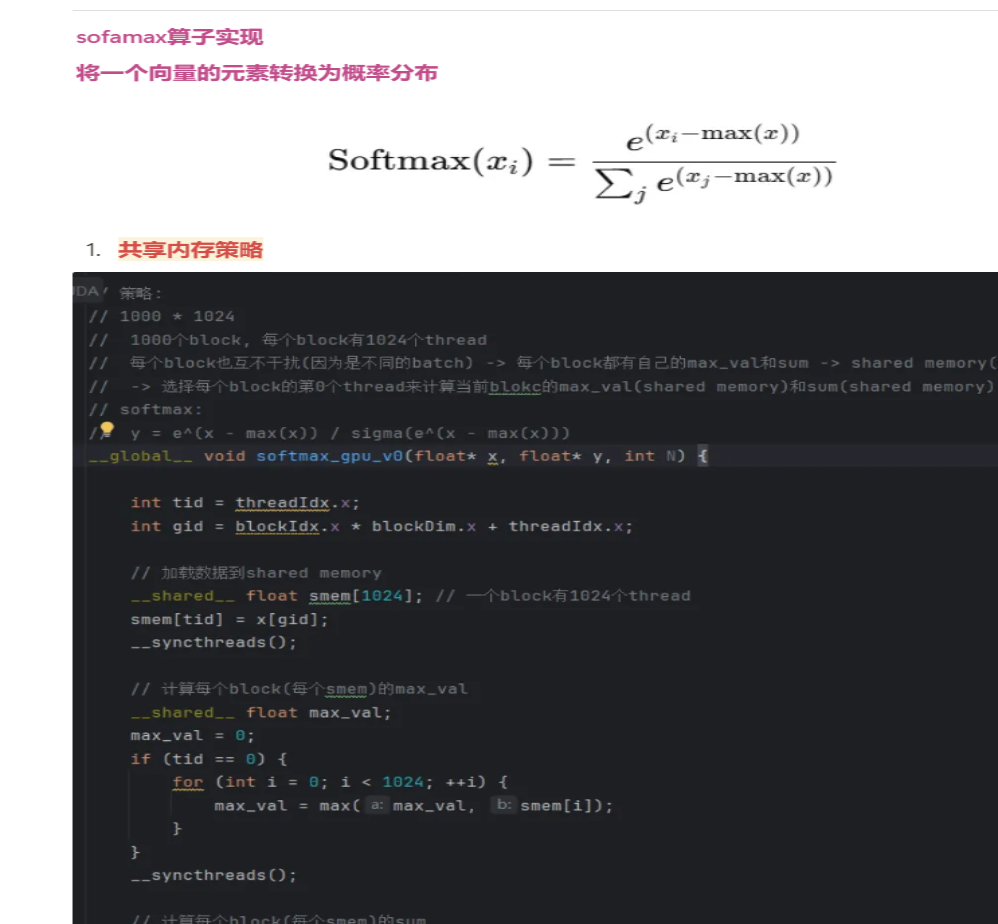 sofamax算子实现
将一个向量的元素转换为概率分布
Softmax(x_i) = e^(x_i−max(x)) / ∑_j e^(x_j−max(x))
1. 共享内存策略
DA / 策略:
// 1000 * 1024
// 1000个block, 每个block有1024个thread
// 每个block也互不干扰(因为是不同的batch) -> 每个block都有自己的max_val和sum -> shared memory(
// -> 选择每个block的第0个thread来计算当前blokc的max_val(shared memory)和sum(shared memory)
// softmax:
// y = e^(x - max(x)) / sigma(e^(x - max(x)))
__global__ void softmax_gpu_v0(float* x, float* y, int N) {
int tid = threadIdx.x;
int gid = blockIdx.x * blockDim.x + threadIdx.x;
// 加载数据到shared memory
__shared__ float smem[1024]; // 一个block有1024个thread
smem[tid] = x[gid];
__syncthreads();
// 计算每个block(每个smem)的max_val
__shared__ float max_val;
max_val = 0;
if (tid == 0) {
for (int i = 0; i < 1024; ++i) {
max_val = max( a: max_val, b: smem[i]);
}
}
__syncthreads();
// 计算每个block(每个smem)的sum